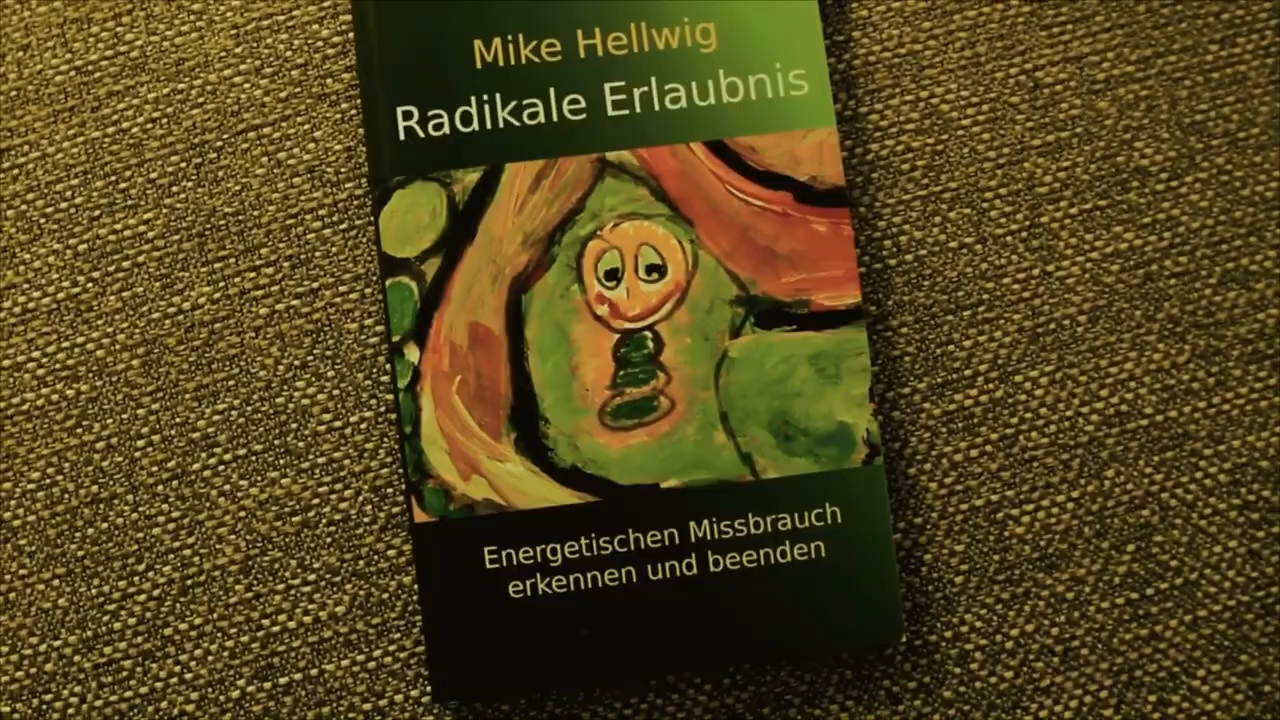 Mike Hellwig
Radikale Erlaubnis
Energetischen Missbrauch
erkennen und beenden